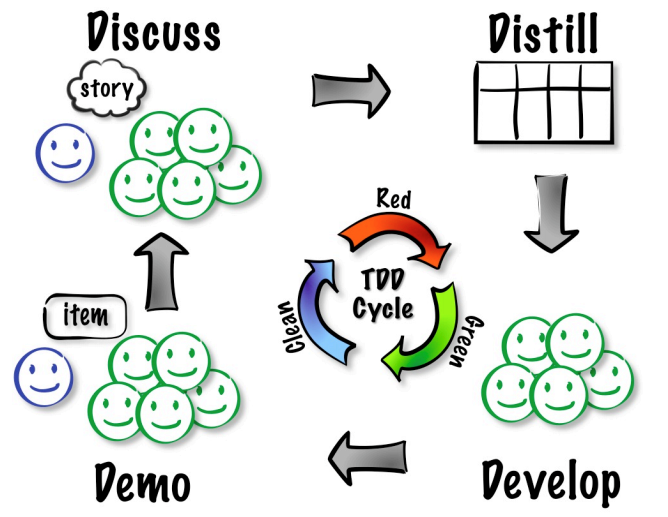 Discuss
Distill
story
Red
TDD
Cycle
Clean
Green
item
Demo
Develop